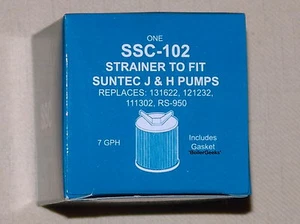 ONE
SSC-102
STRAINER TO FIT
SUNTEC J & H PUMPS
REPLACES: 131622, 121232,
111302, RS-950
7 GPH
Includes
Gasket